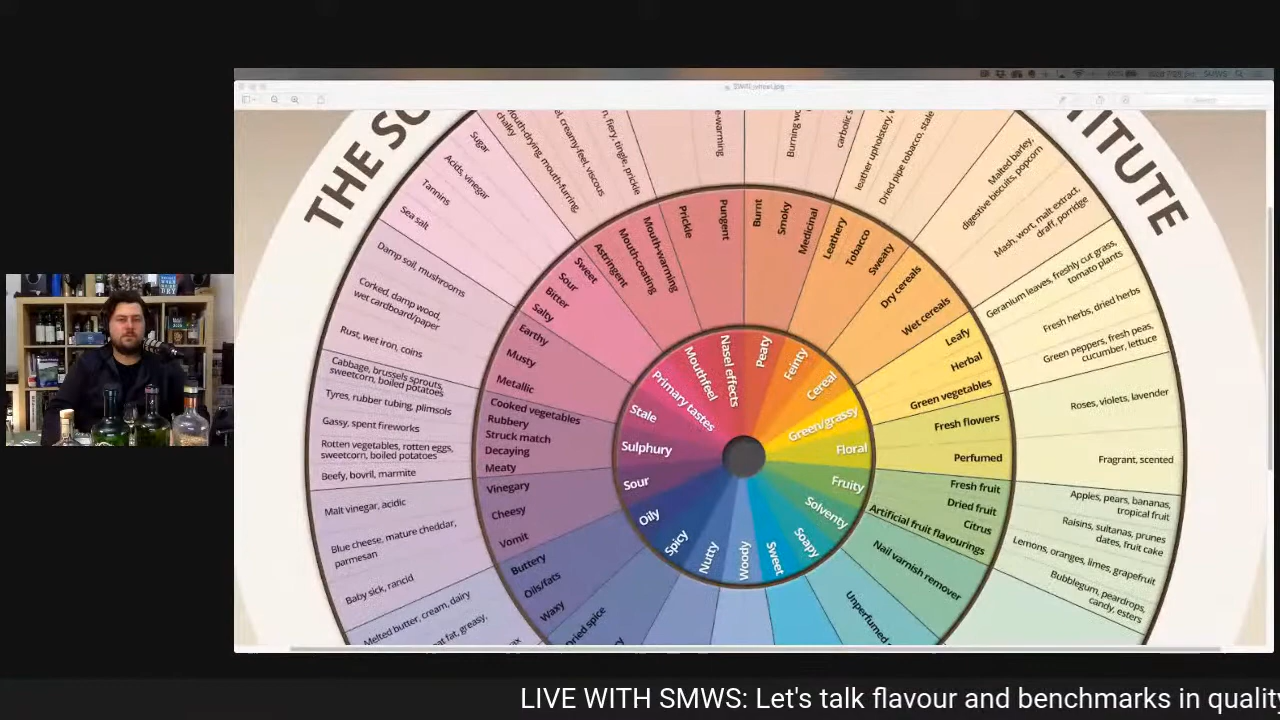 SMWS
THE SC
TITUTE
Sugar
Acids, vinegar
Tannins
Sea salt
Damp soil, mushrooms
Corked, damp wood,
wet cardboard/paper
Rust, wet iron, coins
Cabbage, brussels sprouts,
sweetcorn, boiled potatoes
Tyres, rubber tubing, plimsols
Gassy, spent fireworks
Rotten vegetables, rotten eggs,
sweetcorn, boiled potatoes
Beefy, bovril, marmite
Malt vinegar, acidic
Blue cheese, mature cheddar,
parmesan
Baby sick, rancid
Melted butter, cream, dairy
at fat, greasy,
chalky
Mouth-drying, mouth-furring,
creamy-feel, viscous
fiery, tingle, prickle
e-warming
Burning wo
carbolic s
leather upholstery,
Dried pipe tobacco, stale
Malted barley,
digestive biscuits, popcorn
Mash, wort, malt extract,
draff, porridge
Geranium leaves, freshly cut grass,
tomato plants
Fresh herbs, dried herbs
Green peppers, fresh peas,
cucumber, lettuce
Roses, violets, lavender
Fragrant, scented
Apples, pears, bananas,
tropical fruit
Raisins, sultanas, prunes
dates, fruit cake
Lemons, oranges, limes, grapefruit
Bubblegum, peardrops,
candy, esters
Sweet
Sour
Bitter
Salty
Earthy
Musty
Metallic
Cooked vegetables
Rubbery
Struck match
Decaying
Meaty
Vinegary
Cheesy
Vomit
Buttery
Oils/fats
Waxy
Dried spice
Astringent
Mouth-coating
Mouth-warming
Prickle
Pungent
Burnt
Smoky
Medicinal
Leathery
Tobacco
Sweaty
Dry cereals
Wet cereals
Leafy
Herbal
Green vegetables
Fresh flowers
Perfumed
Fresh fruit
Dried fruit
Citrus
Artificial fruit flavourings
Nail varnish remover
Unperfumed
Primary tastes
Mouthfeel
Nasel effects
Peaty
Feinty
Cereal
Green/grassy
Floral
Fruity
Solventy
Soapy
Sweet
Woody
Nutty
Spicy
Oily
Sour
Sulphury
Stale
LIVE WITH SMWS: Let's talk flavour and benchmarks in quality